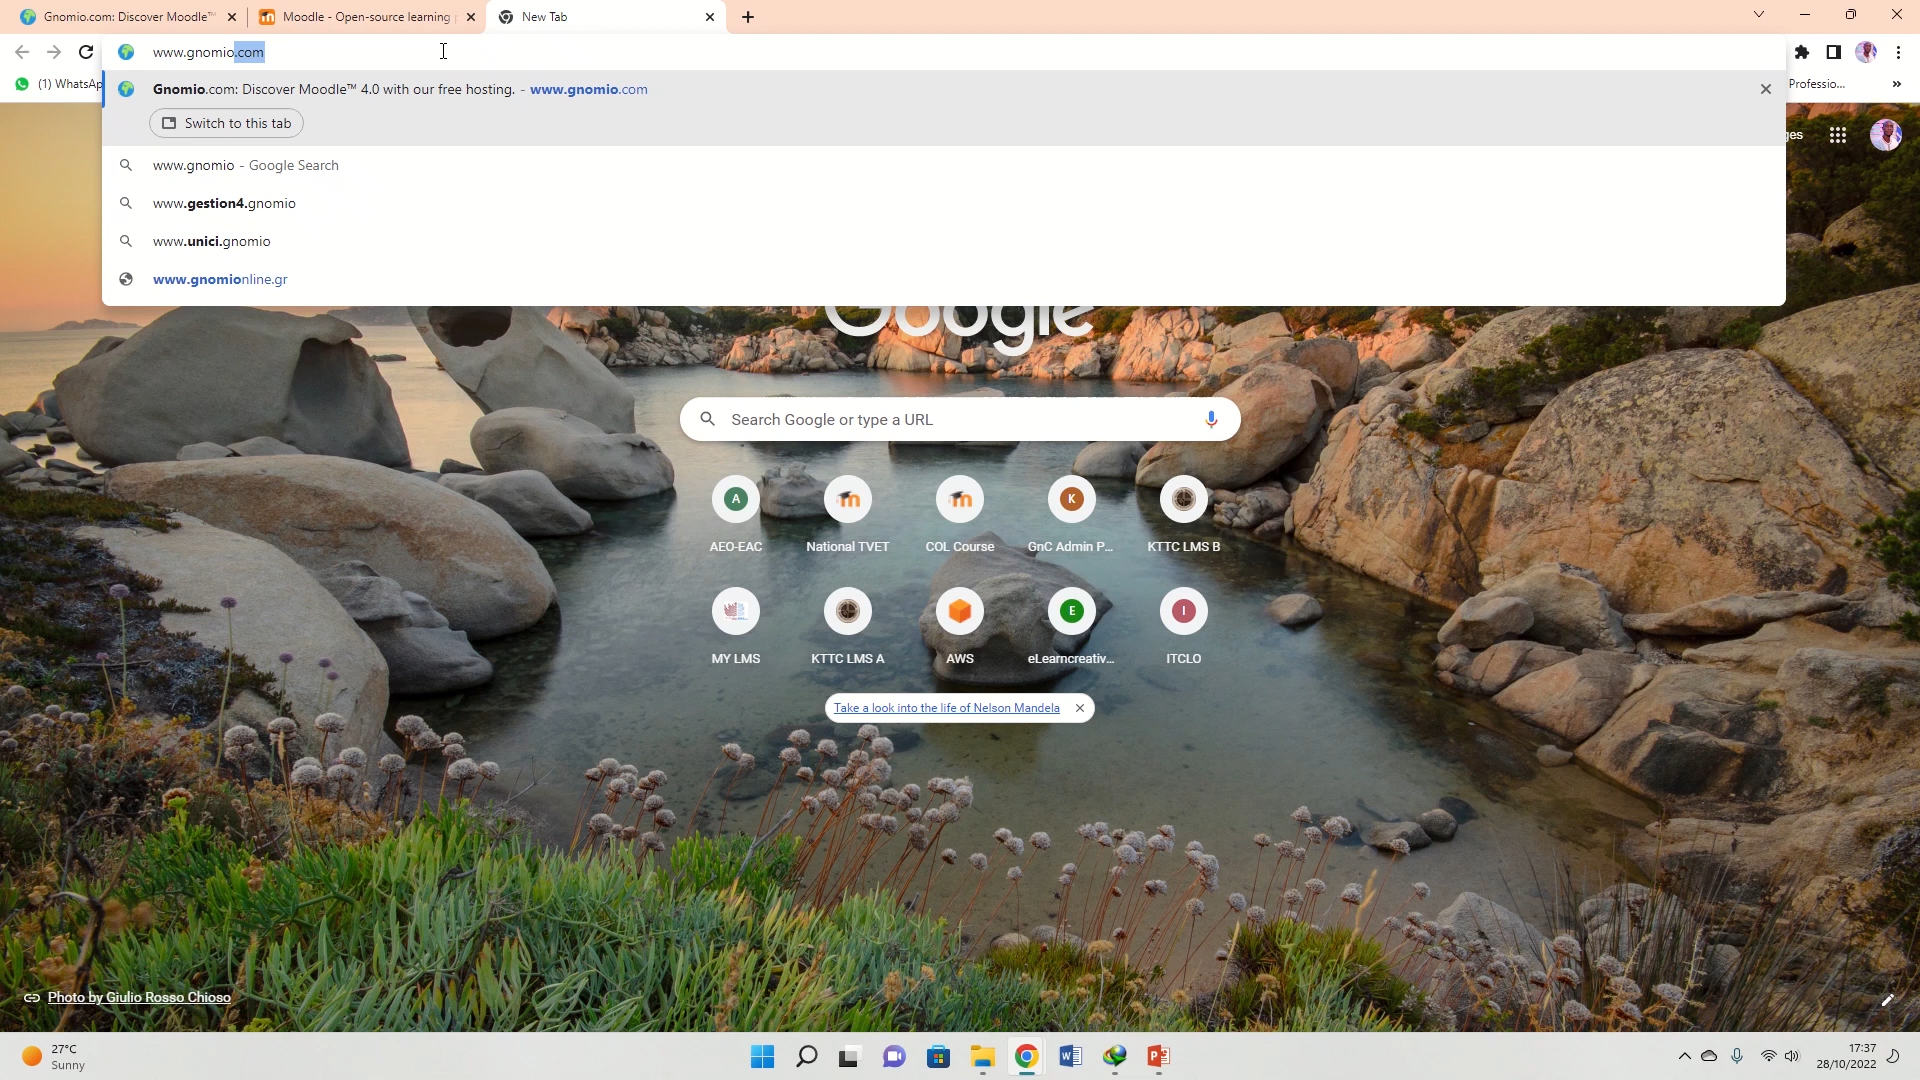 Gnomio.com: Discover Moodle™
Moodle - Open-source learning
New Tab
www.gnomio.com
(1) WhatsAp
Professio...
»
Gnomio.com: Discover Moodle™ 4.0 with our free hosting. - www.gnomio.com
Switch to this tab
www.gnomio - Google Search
www.gestion4.gnomio
www.unici.gnomio
www.gnomionline.gr
Google
Search Google or type a URL
A
K
AEO-EAC
National TVET
COL Course
GnC Admin P...
KTTC LMS B
E
I
MY LMS
KTTC LMS A
AWS
eLearncreativ...
ITCLO
Take a look into the life of Nelson Mandela
Photo by Giulio Rosso Chioso
27°C
Sunny
17:37
28/10/2022